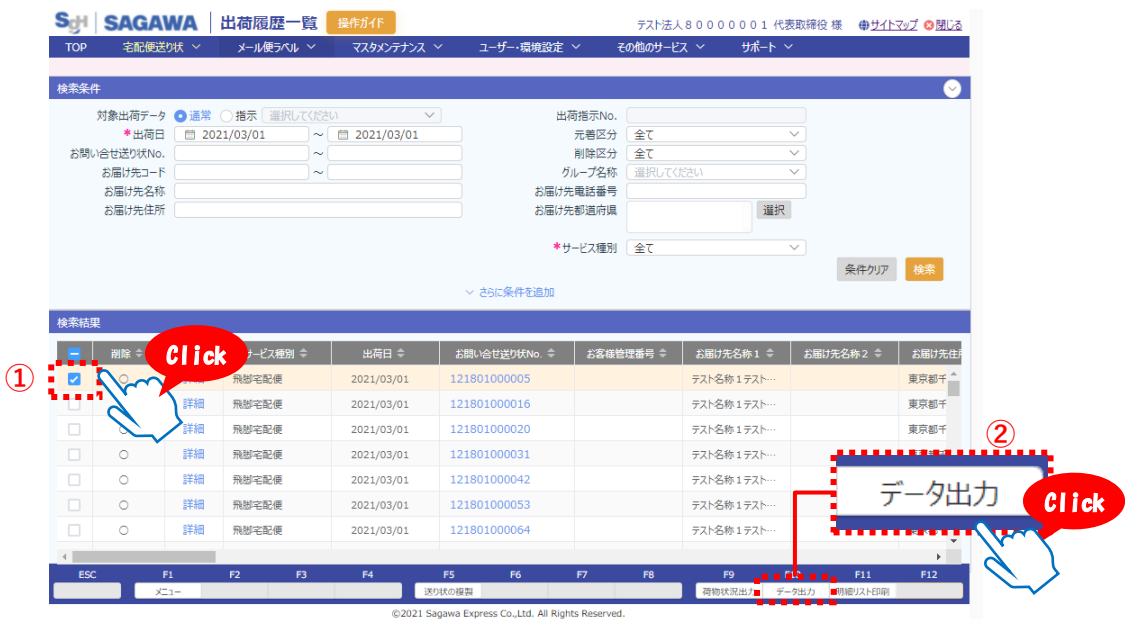 SGH SAGAWA 出荷履歴一覧 操作ガイド テスト法人８０００００００１ 代表取締役 様 サイトマップ 閉じる
TOP 宅配便送り状 メール便ラベル マスタメンテナンス ユーザー・環境設定 その他のサービス サポート
検索条件
対象出荷データ 通常 指示 選択してください 出荷指示No.
*出荷日 2021/03/01 ～ 2021/03/01 元着区分 全て
お問い合せ送り状No. ～ 削除区分 全て
お届け先コード ～ グループ名称 選択してください
お届け先名称 お届け先電話番号
お届け先住所 お届け先都道府県 選択
*サービス種別 全て
条件クリア 検索
さらに条件を追加
検索結果
削除 Click サービス種別 出荷日 お問い合せ送り状No. お客様管理番号 お届け先名称１ お届け先名称２ お届け先住
① ○ 飛脚宅配便 2021/03/01 121801000005 テスト名称１テスト… 東京都千
詳細 飛脚宅配便 2021/03/01 121801000016 テスト名称１テスト… 東京都千
○ 詳細 飛脚宅配便 2021/03/01 121801000020 テスト名称１テスト… 東京都千
②
○ 詳細 飛脚宅配便 2021/03/01 121801000031 テスト名称１テスト…
○ 詳細 飛脚宅配便 2021/03/01 121801000042 テスト名称１テスト…
データ出力 Click
○ 詳細 飛脚宅配便 2021/03/01 121801000053 テスト名称１テスト…
○ 詳細 飛脚宅配便 2021/03/01 121801000064 テスト名称１テスト…
ESC F1 F2 F3 F4 F5 F6 F7 F8 F9 F10 F11 F12
メニュー 送り状の複製 荷物状況出力 データ出力 明細リスト印刷
©2021 Sagawa Express Co.,Ltd. All Rights Reserved.